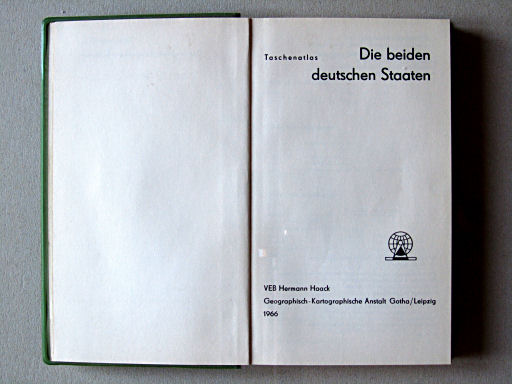 Taschenatlas Die beiden
deutschen Staaten
VEB Hermann Haack
Geographisch-Kartographische Anstalt Gotha/Leipzig
1966